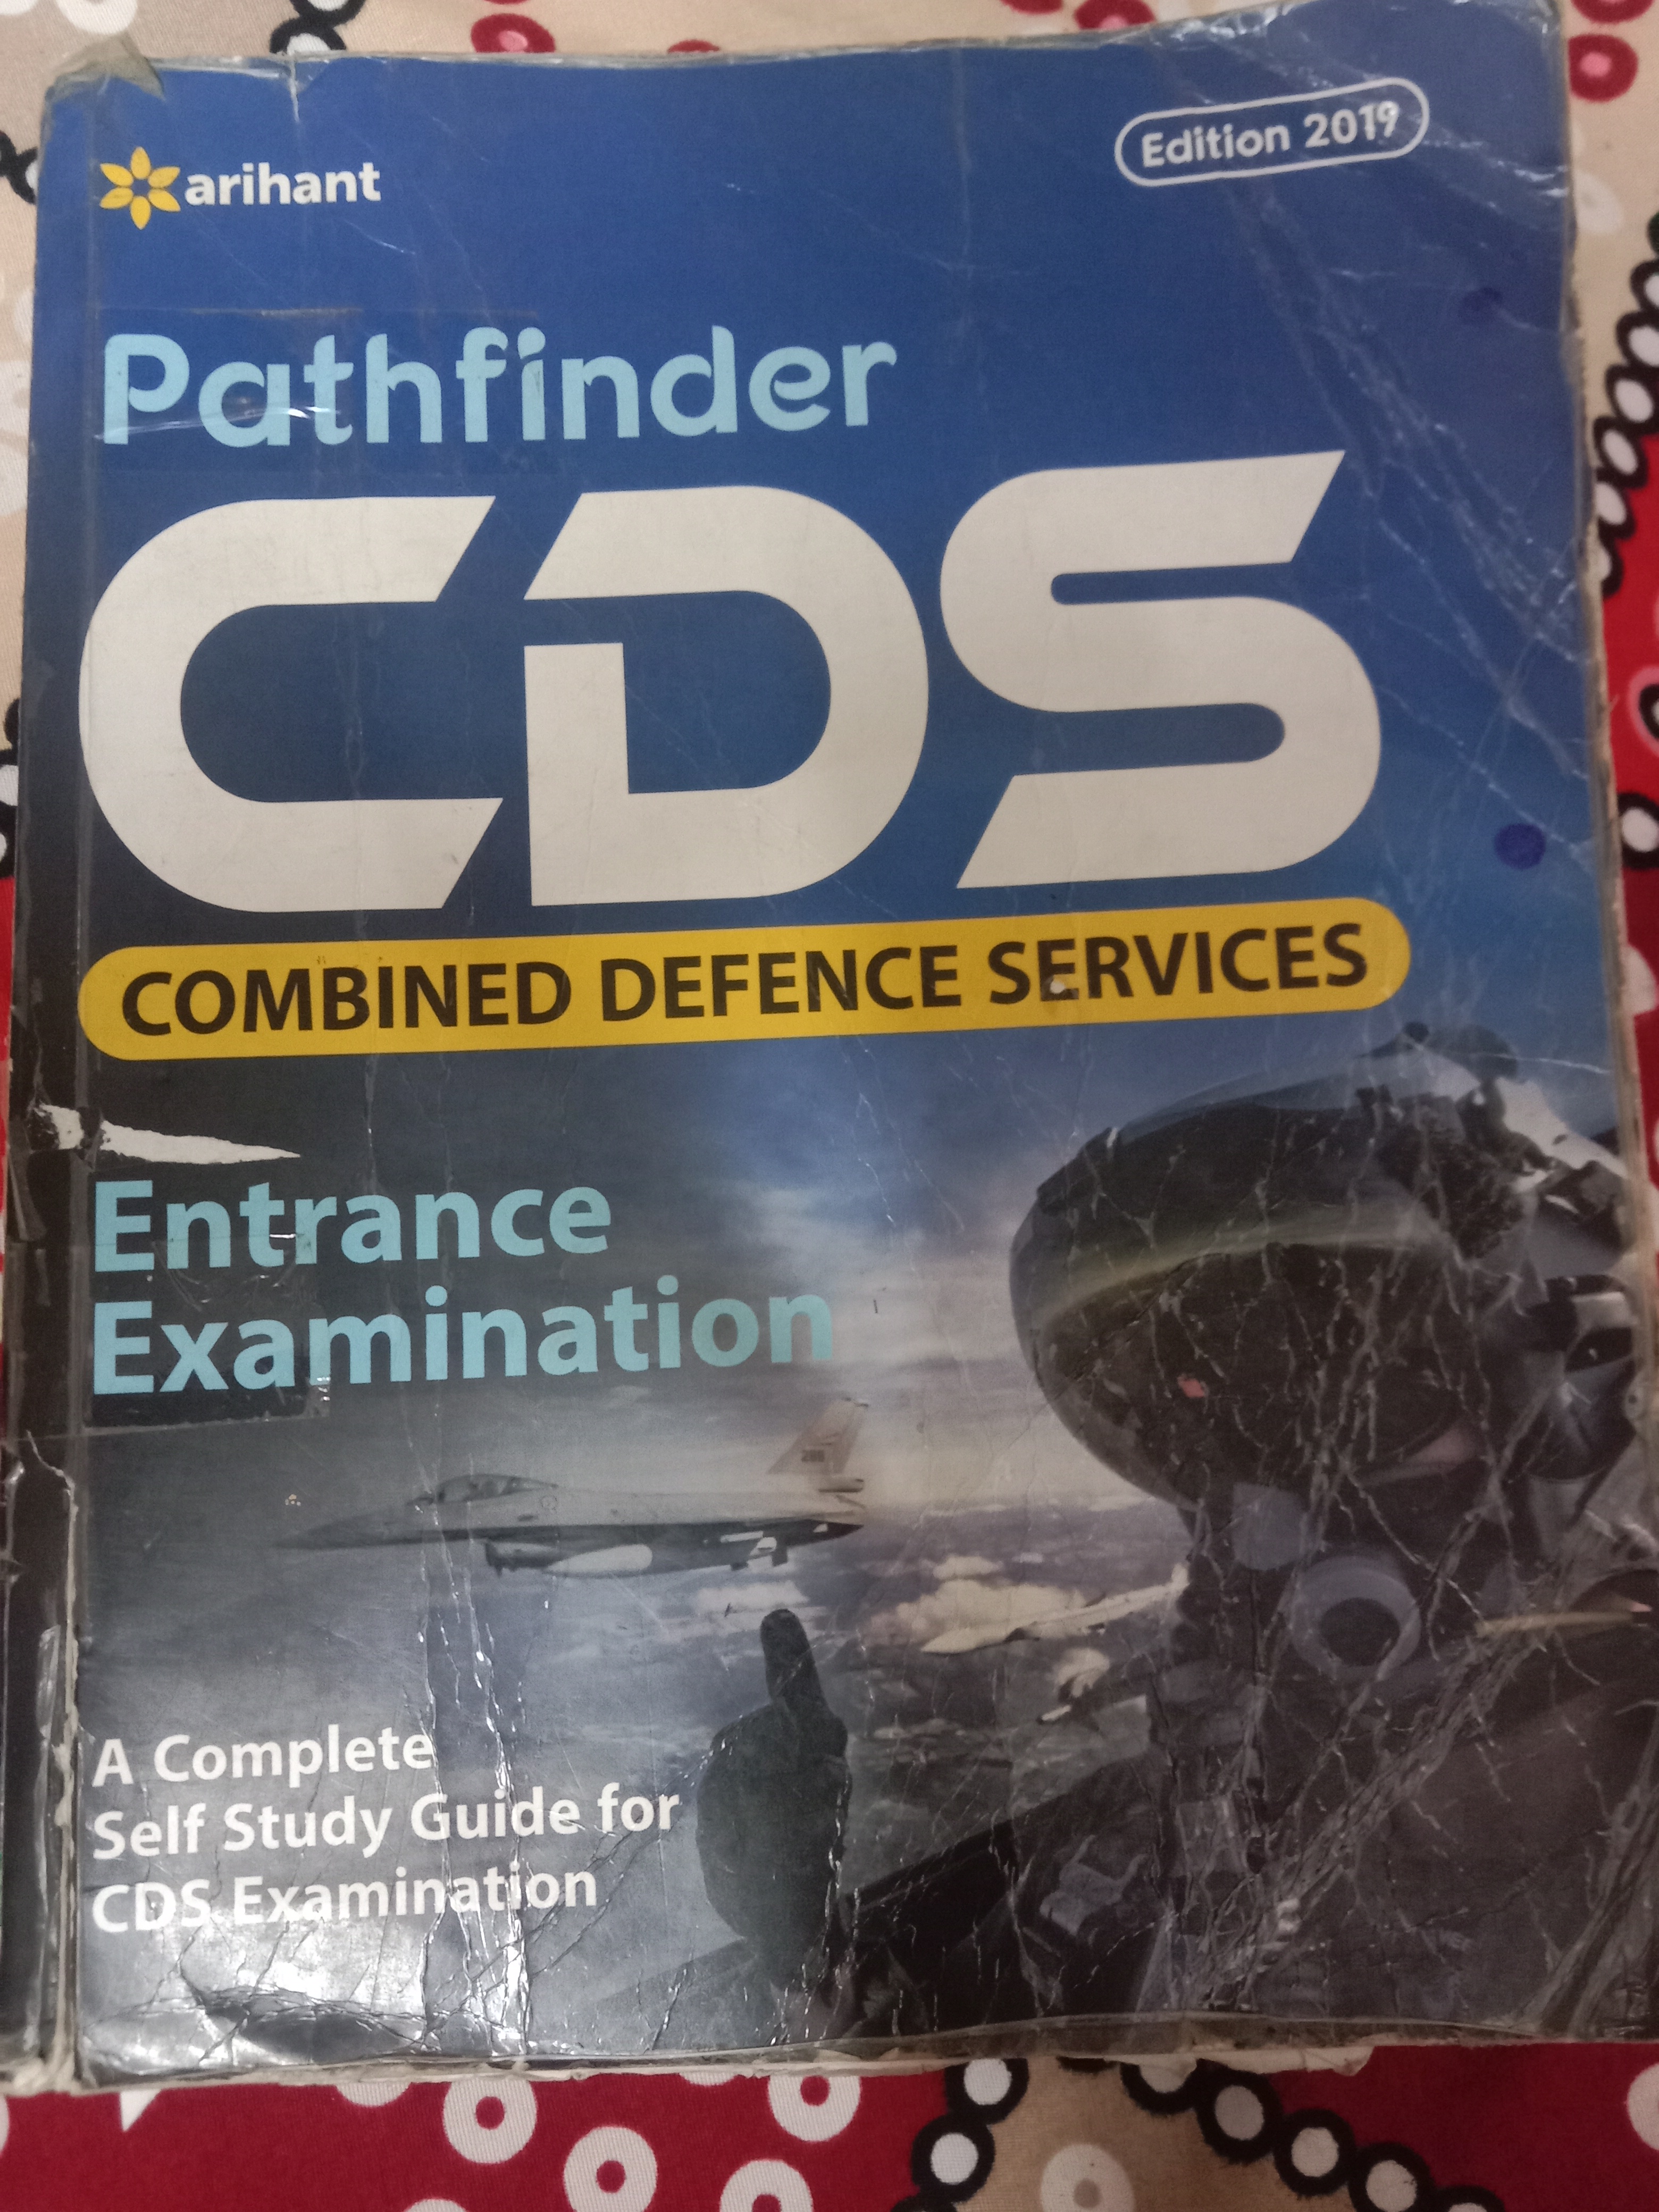 arihant
Edition 2019
Pathfinder
CDS
COMBINED DEFENCE SERVICES
Entrance
Examination
A Complete
Self Study Guide for
CDS Examination